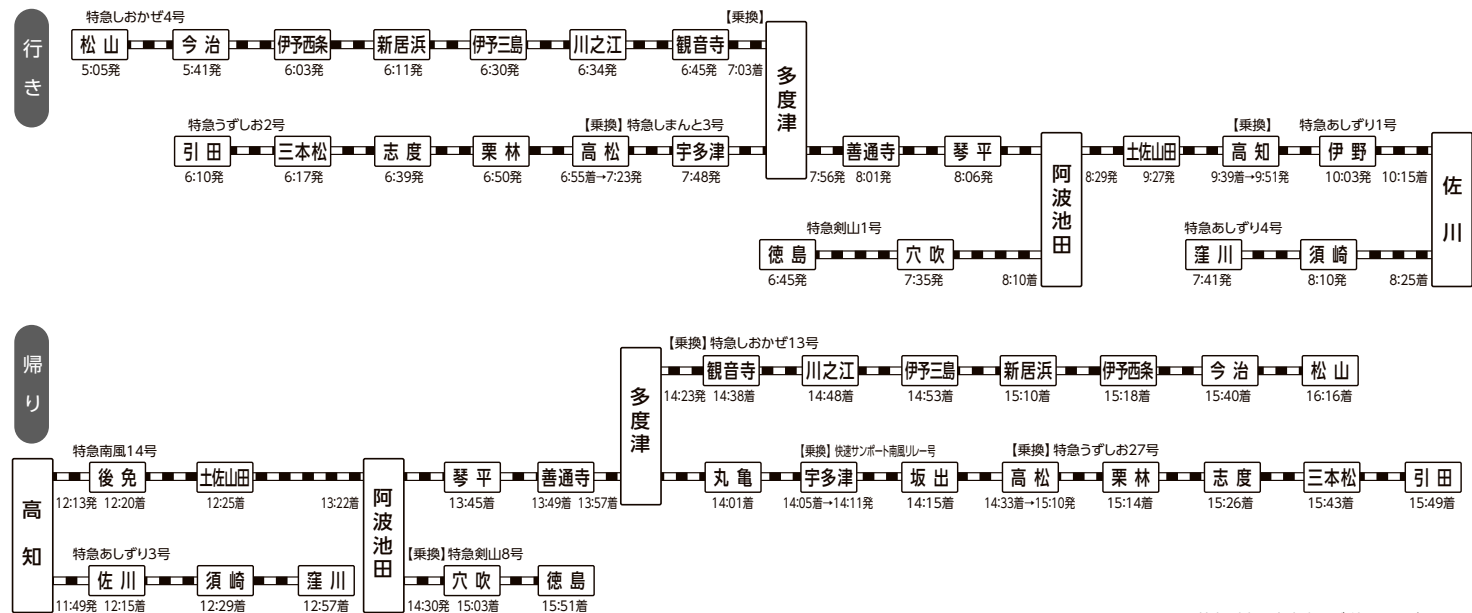 行き
特急しおかぜ4号
【乗換】
松山 今治 伊予西条 新居浜 伊予三島 川之江 観音寺
5:05発 5:41発 6:03発 6:11発 6:30発 6:34発 6:45発 7:03着
多度津
特急うずしお2号 【乗換】 特急しまんと3号 【乗換】 特急あしずり1号
引田 三本松 志度 栗林 高松 宇多津 善通寺 琴平 阿波池田 土佐山田 高知 伊野 佐川
6:10発 6:17発 6:39発 6:50発 6:55着→7:23発 7:48発 7:56発 8:01発 8:06発 8:29発 9:27発 9:39着→9:51発 10:03発 10:15着
特急剣山1号 特急あしずり4号
徳島 穴吹 窪川 須崎
6:45発 7:35発 8:10着 7:41発 8:10発 8:25着
帰り
【乗換】 特急しおかぜ13号
多度津 観音寺 川之江 伊予三島 新居浜 伊予西条 今治 松山
14:23発 14:38着 14:48着 14:53着 15:10着 15:18着 15:40着 16:16着
特急南風14号 【乗換】 快速サンポート南風リレー号 【乗換】 特急うずしお27号
高知 後免 土佐山田 阿波池田 琴平 善通寺 丸亀 宇多津 坂出 高松 栗林 志度 三本松 引田
12:13発 12:20着 12:25着 13:22着 13:45着 13:49着 13:57着 14:01着 14:05着→14:11発 14:15着 14:33着→15:10発 15:14着 15:26着 15:43着 15:49着
特急あしずり3号 【乗換】 特急剣山8号
佐川 須崎 窪川 穴吹 徳島
11:49発 12:15着 12:29着 12:57着 14:30発 15:03着 15:51着